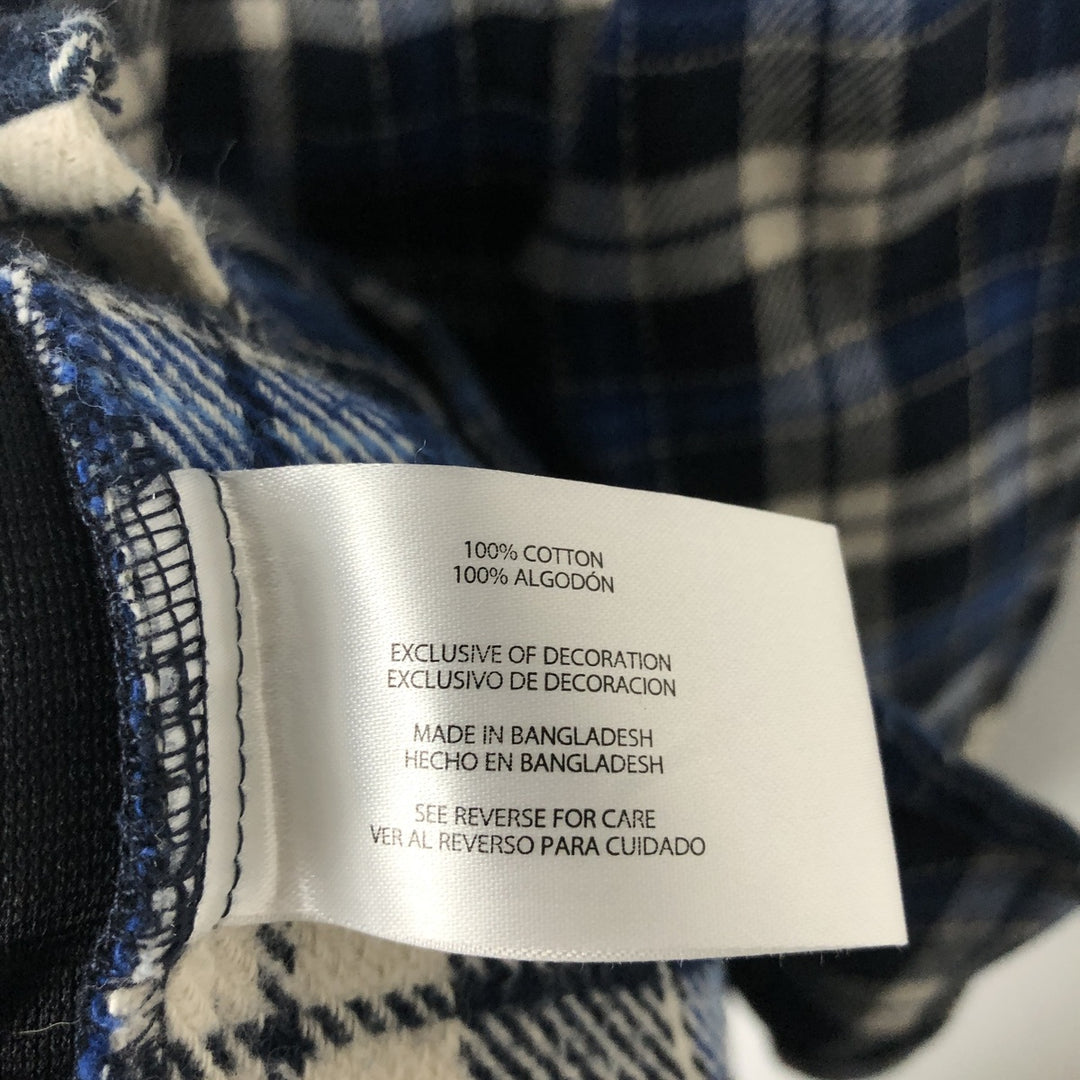 100% COTTON
100% ALGODÓN
EXCLUSIVE OF DECORATION
EXCLUSIVO DE DECORACION
MADE IN BANGLADESH
HECHO EN BANGLADESH
SEE REVERSE FOR CARE
VER AL REVERSO PARA CUIDADO